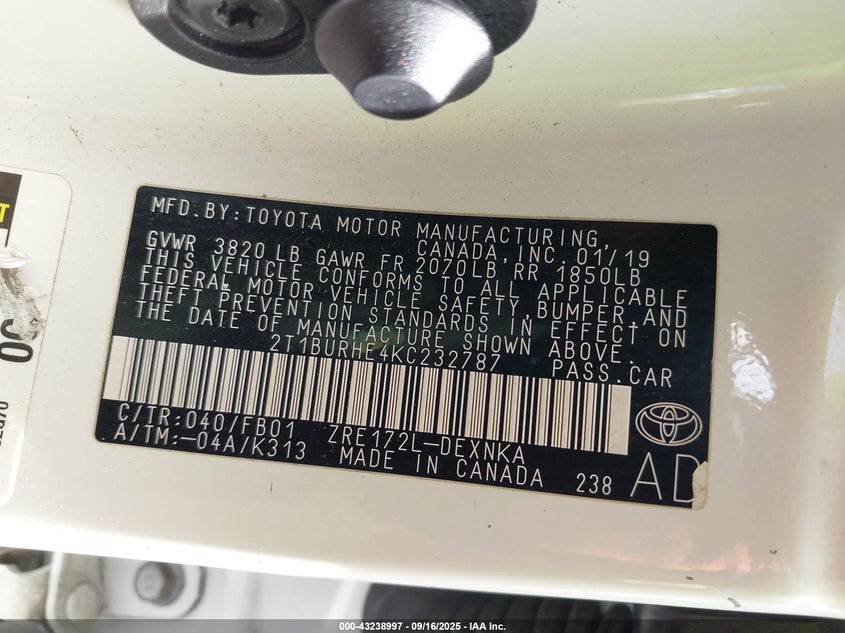 MFD.BY:TOYOTA MOTOR MANUFACTURING,
CANADA, INC. 01/19
GVWR 3820 LB GAWR FR 2070LB RR 1850LB
THIS VEHICLE CONFORMS TO ALL APPLICABLE
FEDERAL MOTOR VEHICLE SAFETY, BUMPER, AND
THEFT PREVENTION STANDARDS IN EFFECT ON
THE DATE OF MANUFACTURE SHOWN ABOVE.
2T1BURHE4KC232787 PASS.CAR
C/TR:040/FB01 ZRE172L-DEXNKA
A/TM:-04A/K313 MADE IN CANADA 238
AD
000-43238997 - 09/16/2025 - IAA Inc.